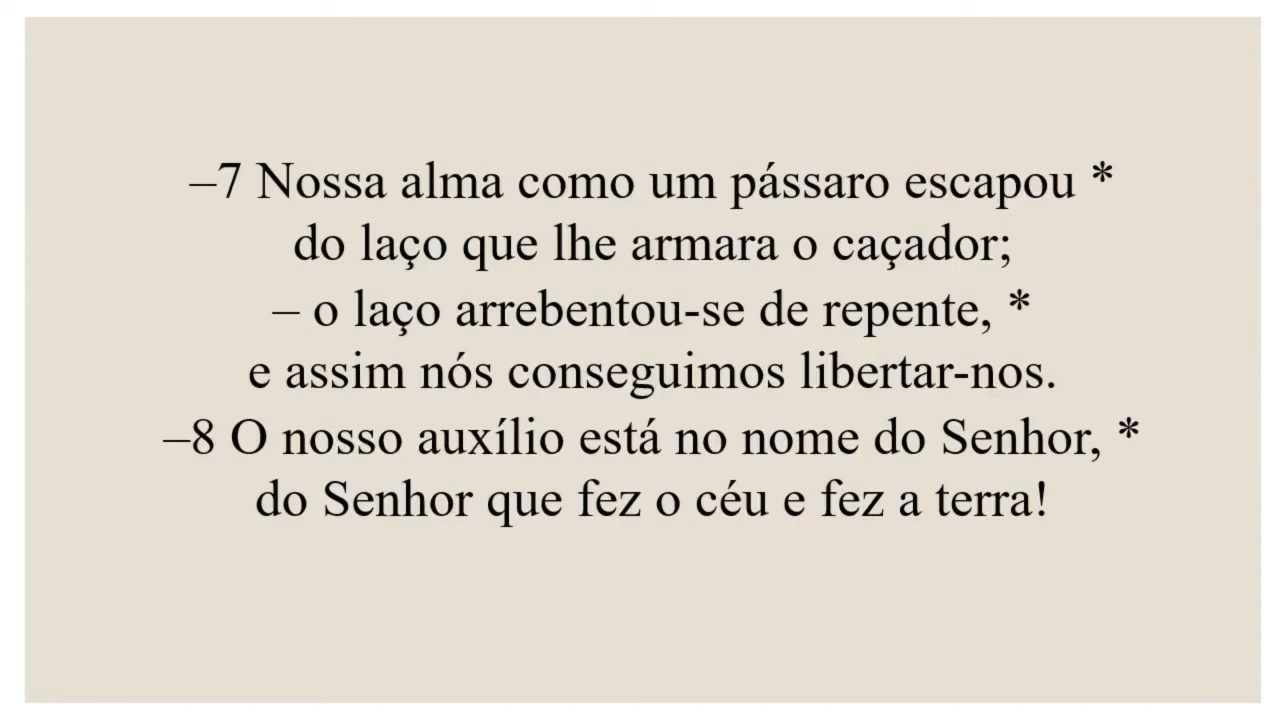 –7 Nossa alma como um pássaro escapou *
do laço que lhe armara o caçador;
– o laço arrebentou-se de repente, *
e assim nós conseguimos libertar-nos.
–8 O nosso auxílio está no nome do Senhor, *
do Senhor que fez o céu e fez a terra!